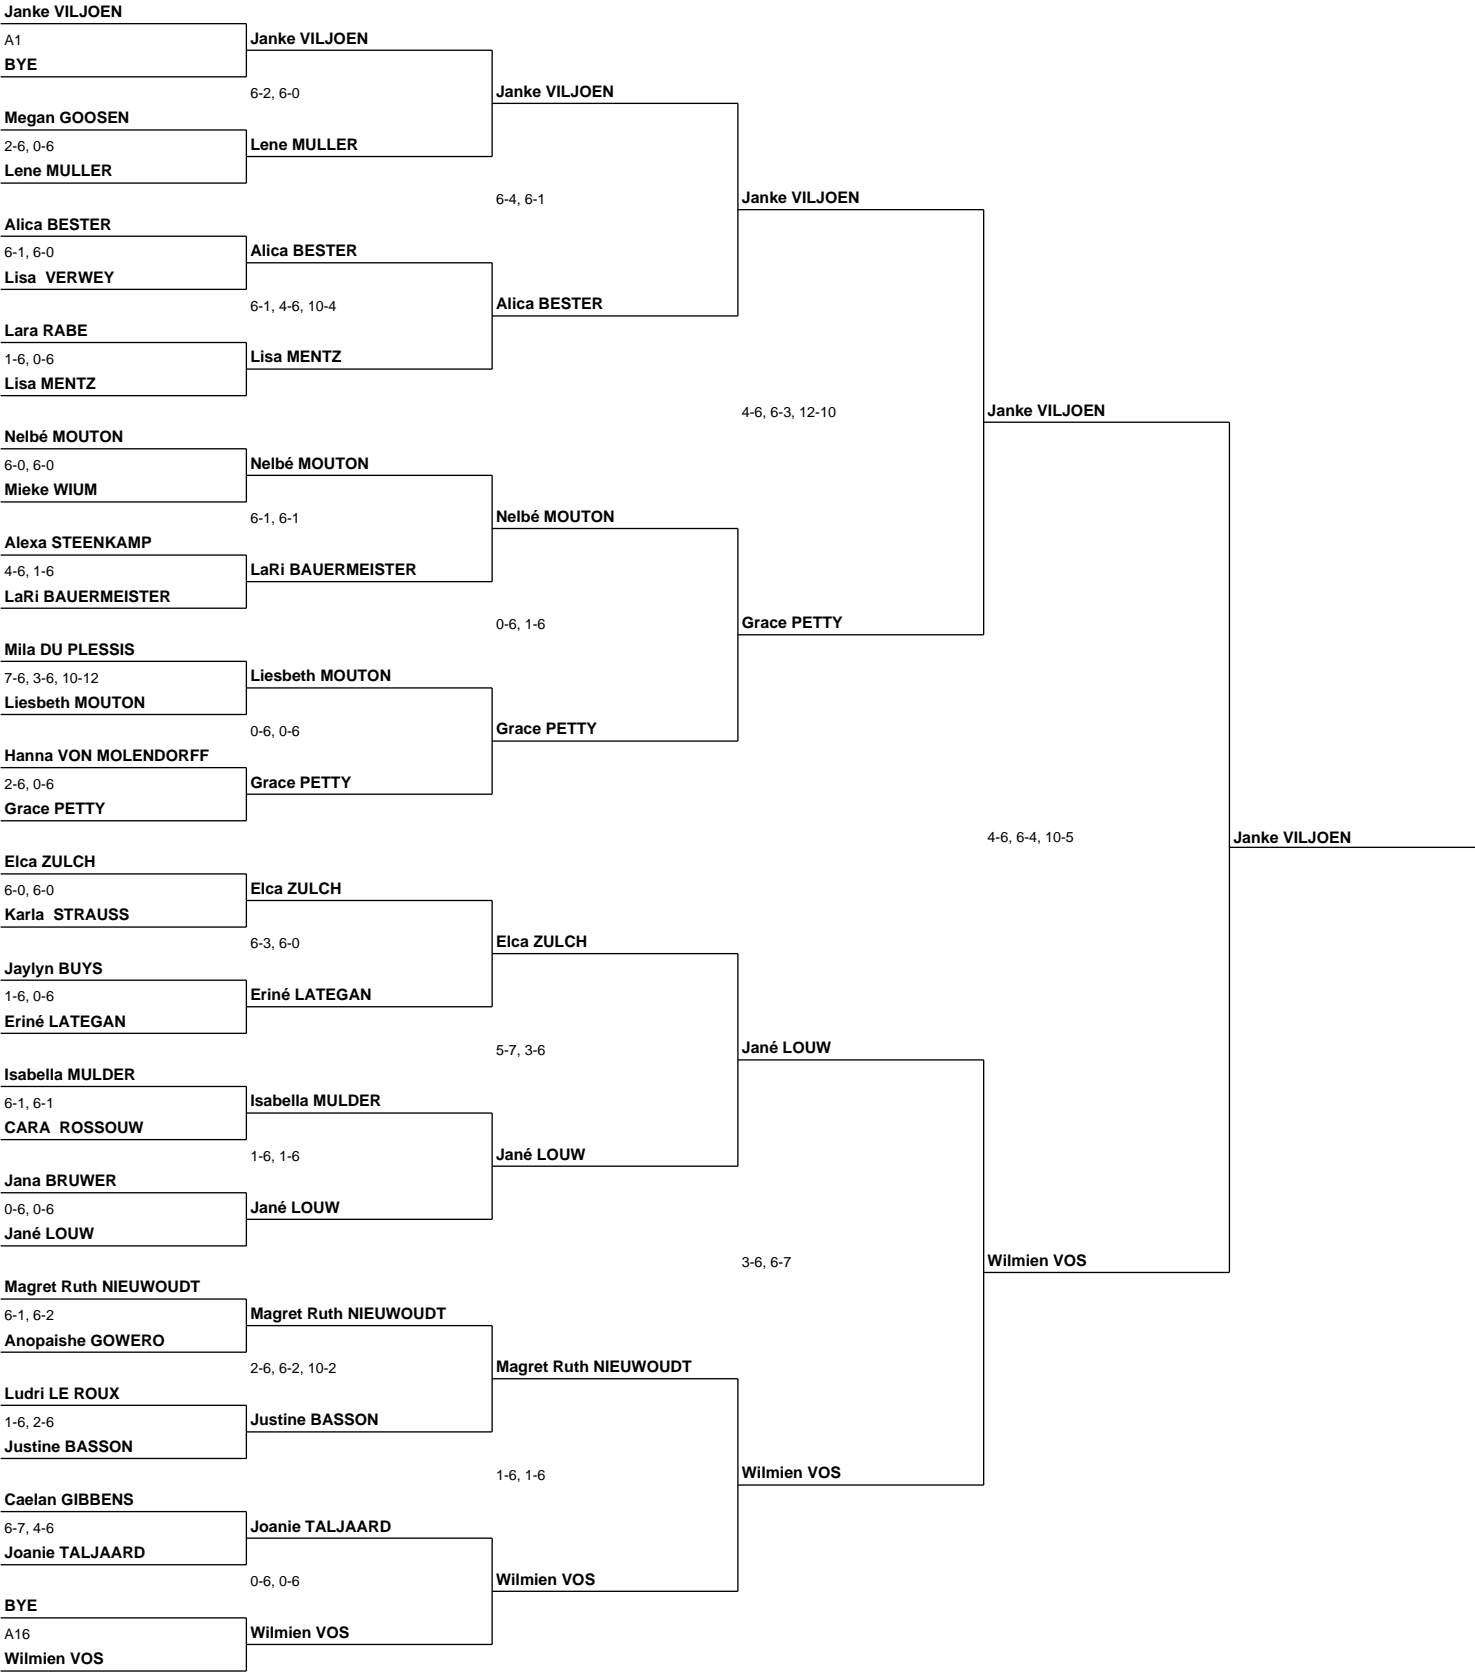 Janke VILJOEN
A1
BYE
Megan GOOSEN
2-6, 0-6
Lene MULLER
Alica BESTER
6-1, 6-0
Lisa  VERWEY
Lara RABE
1-6, 0-6
Lisa MENTZ
Nelbé MOUTON
6-0, 6-0
Mieke WIUM
Alexa STEENKAMP
4-6, 1-6
LaRi BAUERMEISTER
Mila DU PLESSIS
7-6, 3-6, 10-12
Liesbeth MOUTON
Hanna VON MOLENDORFF
2-6, 0-6
Grace PETTY
Elca ZULCH
6-0, 6-0
Karla  STRAUSS
Jaylyn BUYS
1-6, 0-6
Eriné LATEGAN
Isabella MULDER
6-1, 6-1
CARA  ROSSOUW
Jana BRUWER
0-6, 0-6
Jané LOUW
Magret Ruth NIEUWOUDT
6-1, 6-2
Anopaishe GOWERO
Ludri LE ROUX
1-6, 2-6
Justine BASSON
Caelan GIBBENS
6-7, 4-6
Joanie TALJAARD
BYE
A16
Wilmien VOS
Janke VILJOEN
6-2, 6-0
Lene MULLER
Alica BESTER
6-1, 4-6, 10-4
Lisa MENTZ
Nelbé MOUTON
6-1, 6-1
LaRi BAUERMEISTER
Liesbeth MOUTON
0-6, 0-6
Grace PETTY
Elca ZULCH
6-3, 6-0
Eriné LATEGAN
Isabella MULDER
1-6, 1-6
Jané LOUW
Magret Ruth NIEUWOUDT
2-6, 6-2, 10-2
Justine BASSON
Joanie TALJAARD
0-6, 0-6
Wilmien VOS
Janke VILJOEN
6-4, 6-1
Alica BESTER
Nelbé MOUTON
0-6, 1-6
Grace PETTY
Elca ZULCH
5-7, 3-6
Jané LOUW
Magret Ruth NIEUWOUDT
1-6, 1-6
Wilmien VOS
Janke VILJOEN
4-6, 6-3, 12-10
Grace PETTY
Jané LOUW
3-6, 6-7
Wilmien VOS
Janke VILJOEN
4-6, 6-4, 10-5
Wilmien VOS
Janke VILJOEN